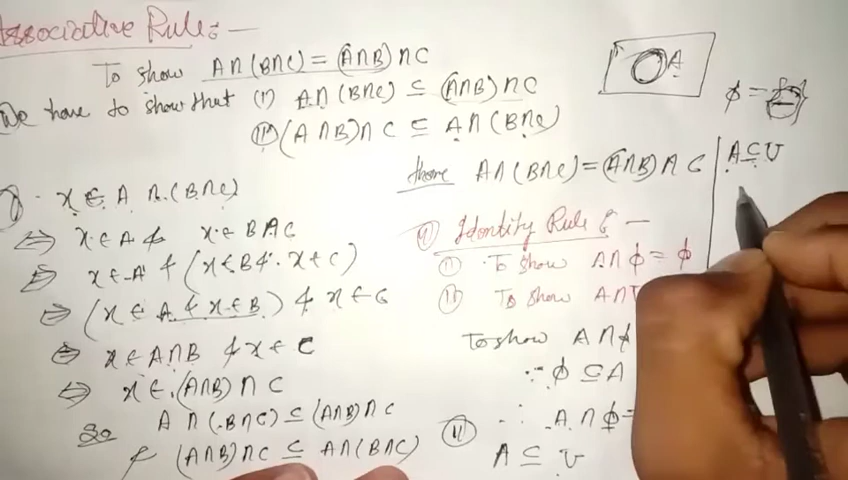 Associative Rule :—
To show A∩(B∩C) = (A∩B)∩C
We have to show that (i) A∩(B∩C) ⊆ (A∩B)∩C
(ii) (A∩B)∩C ⊆ A∩(B∩C)
x ∈ A ∩ (B∩C)
⇔ x ∈ A & x ∈ B∩C
⇔ x ∈ A & (x ∈ B & x ∈ C)
⇔ (x ∈ A & x ∈ B) & x ∈ C
⇔ x ∈ A∩B & x ∈ C
⇔ x ∈ (A∩B) ∩ C
So A ∩ (B∩C) ⊆ (A∩B) ∩ C
& (A∩B)∩C ⊆ A∩(B∩C)
A∩(B∩C) = (A∩B)∩C
Identity Rule :—
(i) To show A∩ϕ = ϕ
(ii) To show A∩
To show A∩ϕ
∵ ϕ ⊆ A
∴ A∩ϕ =
(ii)
A ⊆ U
A
ϕ = { }
A ⊆ U